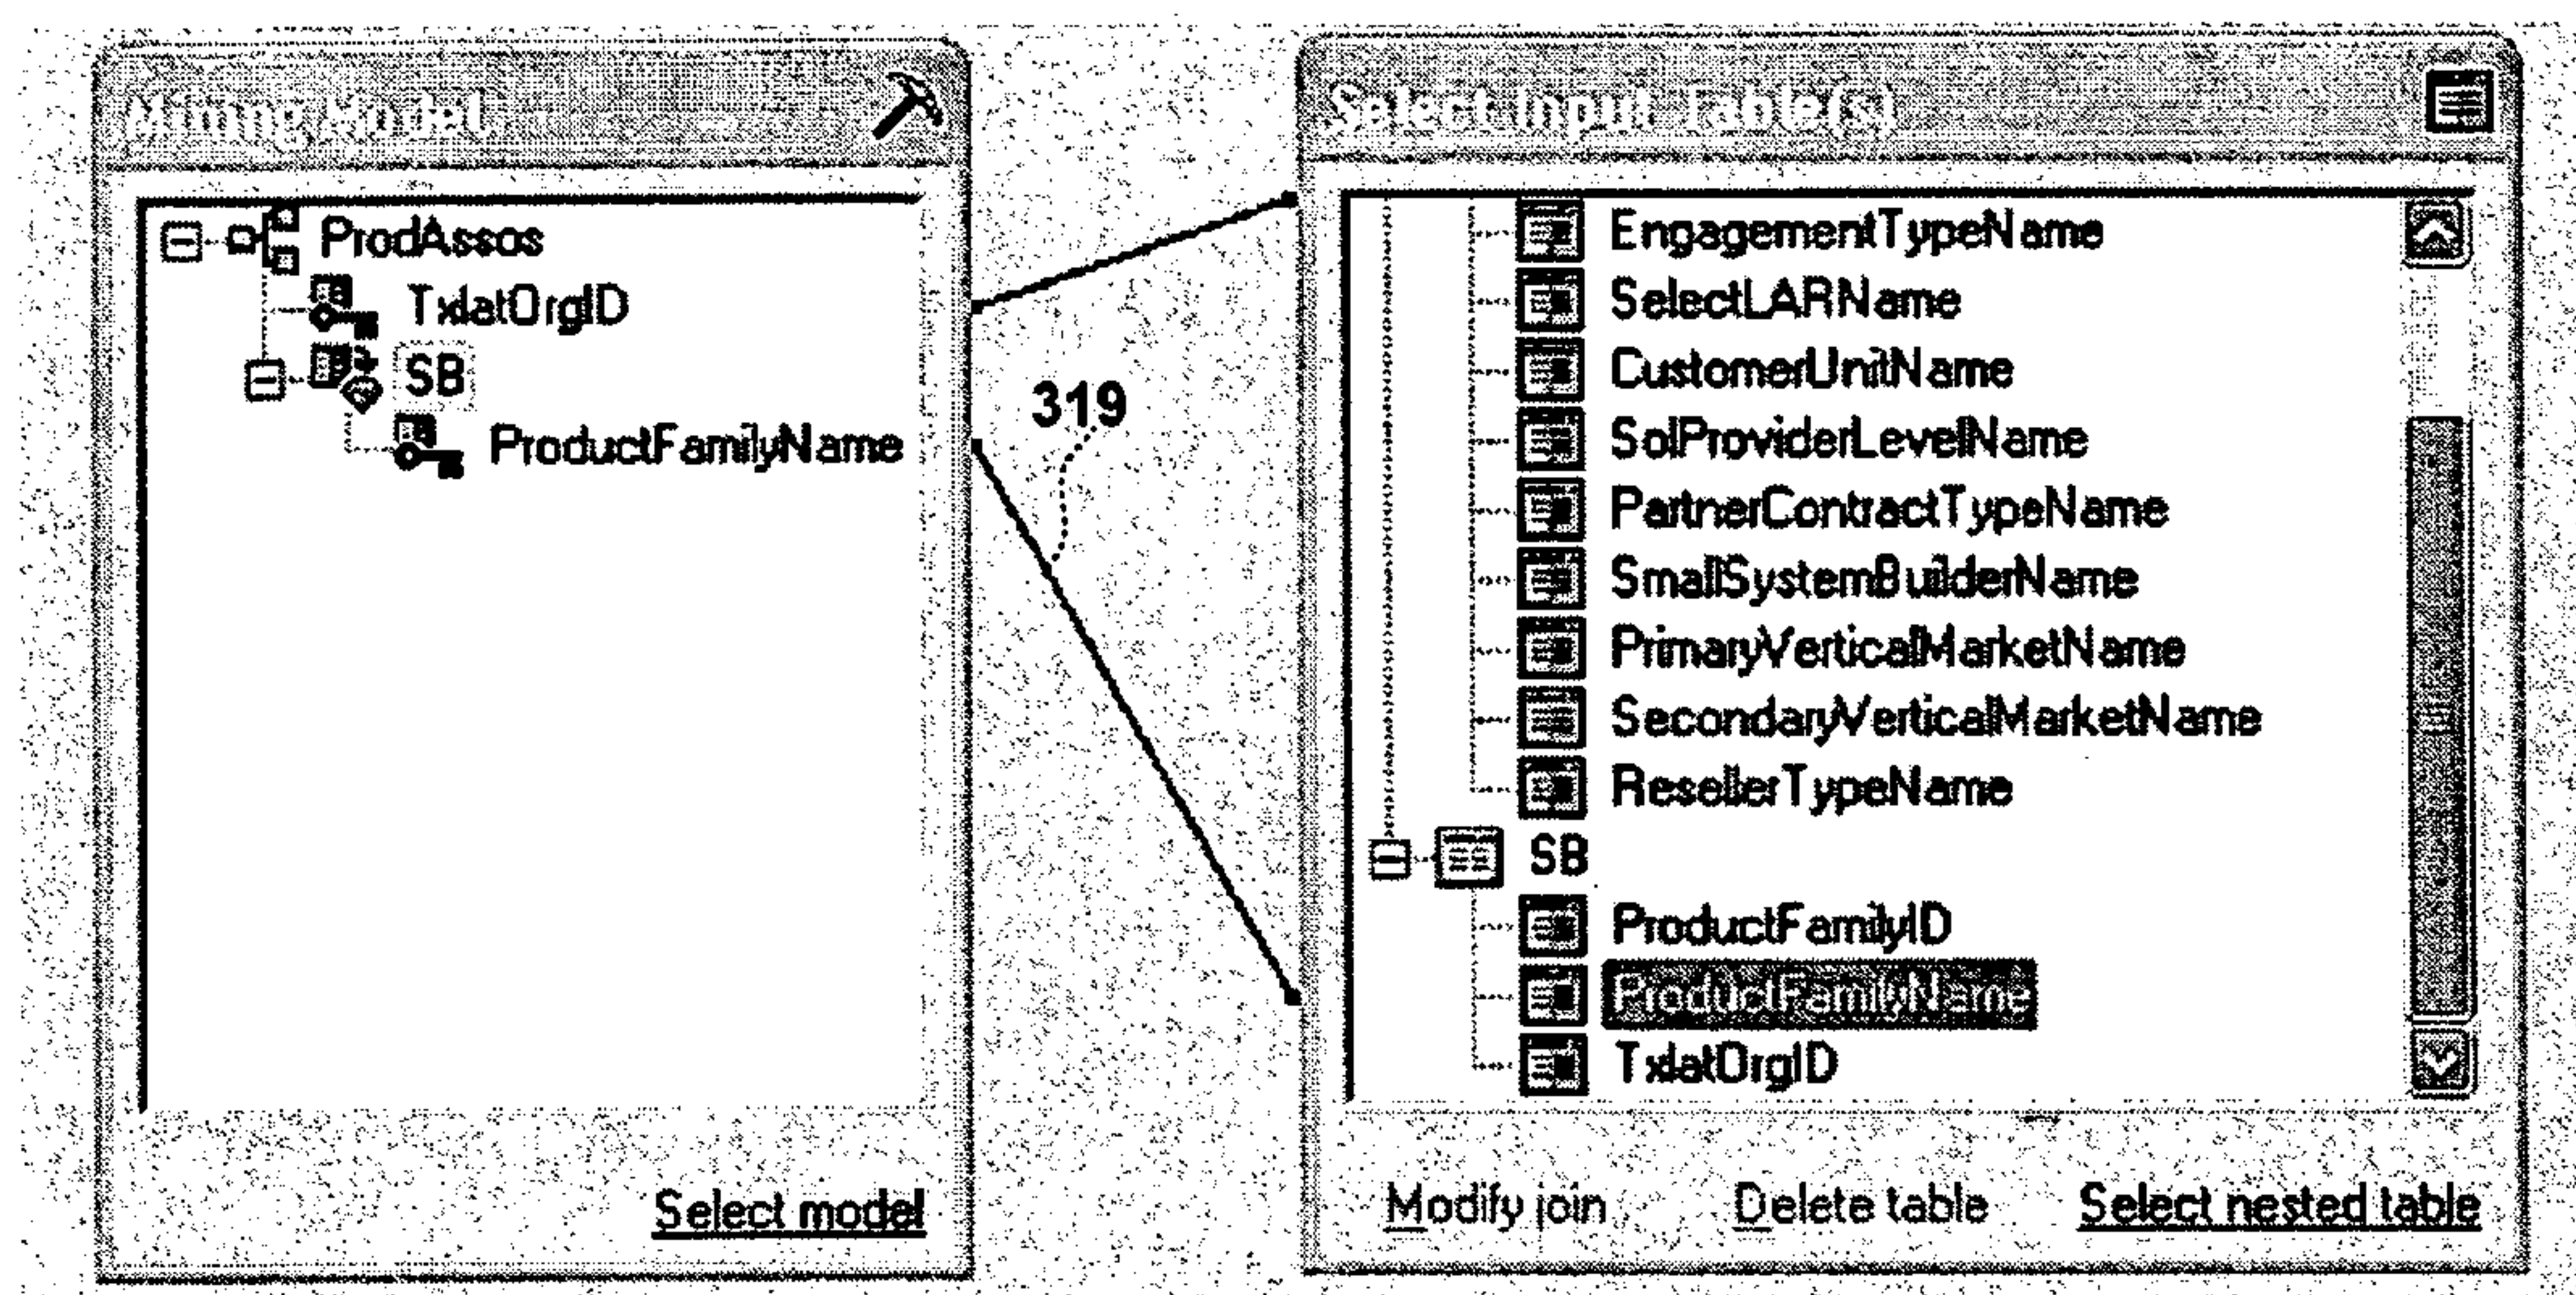 Mining Model
ProdAssos
TxlatOrgID
SB
ProductFamilyName
Select model
319
Select Input Table(s)
EngagementTypeName
SelectLARName
CustomerUnitName
SolProviderLevelName
PartnerContractTypeName
SmallSystemBuilderName
PrimaryVerticalMarketName
SecondaryVerticalMarketName
ResellerTypeName
SB
ProductFamilyID
ProductFamilyName
TxlatOrgID
Modify join
Delete table
Select nested table